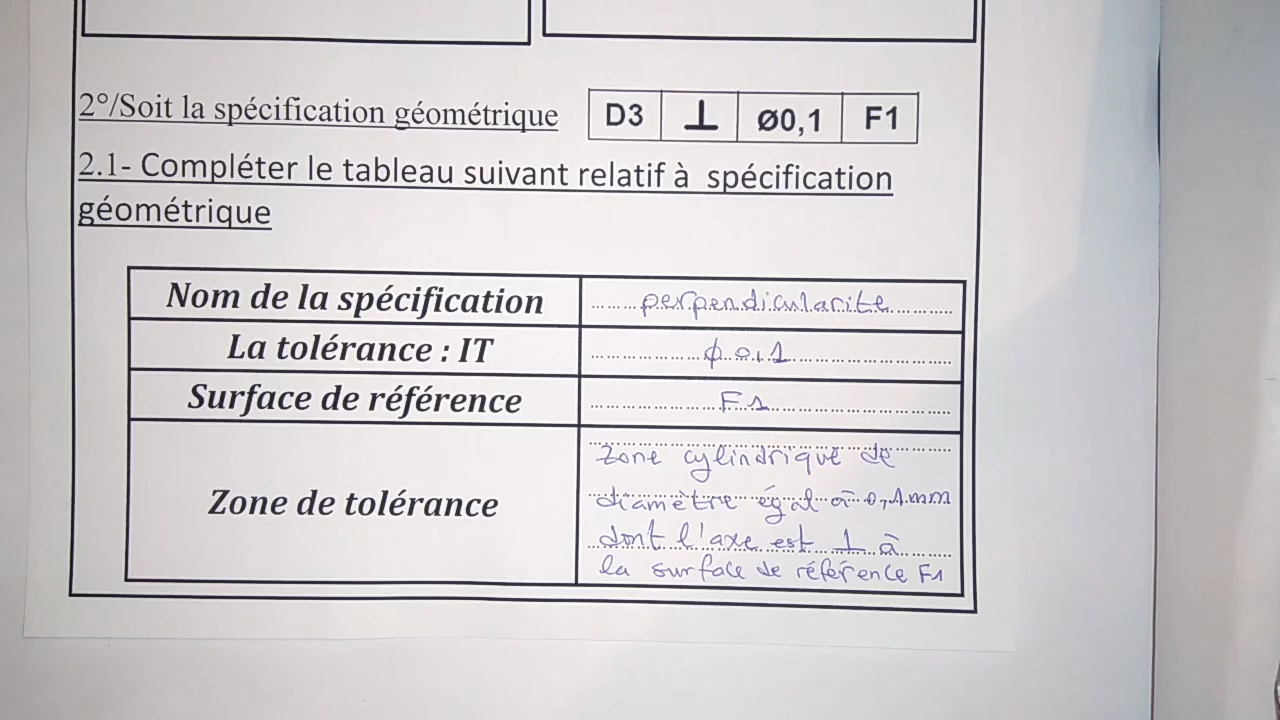 2°/Soit la spécification géométrique D3 ⊥ Ø0,1 F1
2.1- Compléter le tableau suivant relatif à spécification
géométrique
Nom de la spécification perpendicularite
La tolérance : IT ϕ 0,1
Surface de référence F1
Zone de tolérance
Zone cylindrique de
diamètre égal à 0,1mm
dont l'axe est ⊥ à
la surface de référence F1